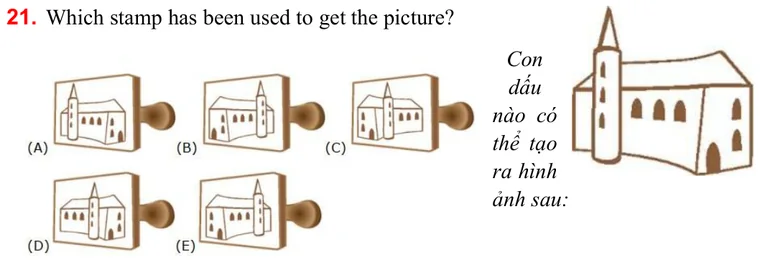 21. Which stamp has been used to get the picture?
Con
dấu
nào có
thể tạo
ra hình
ảnh sau:
(A) (B) (C)
(D) (E)